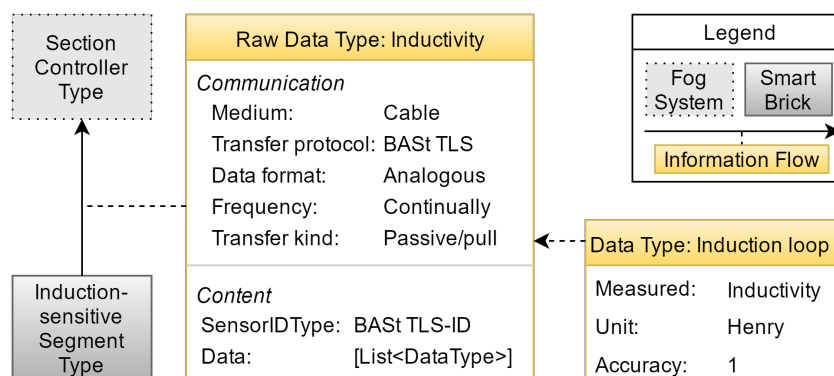 Section
Controller
Type
Raw Data Type: Inductivity
Communication
Medium: Cable
Transfer protocol: BASt TLS
Data format: Analogous
Frequency: Continually
Transfer kind: Passive/pull
Content
SensorIDType: BASt TLS-ID
Data: [List<DataType>]
Induction-
sensitive
Segment
Type
Legend
Fog
System
Smart
Brick
Information Flow
Data Type: Induction loop
Measured: Inductivity
Unit: Henry
Accuracy: 1